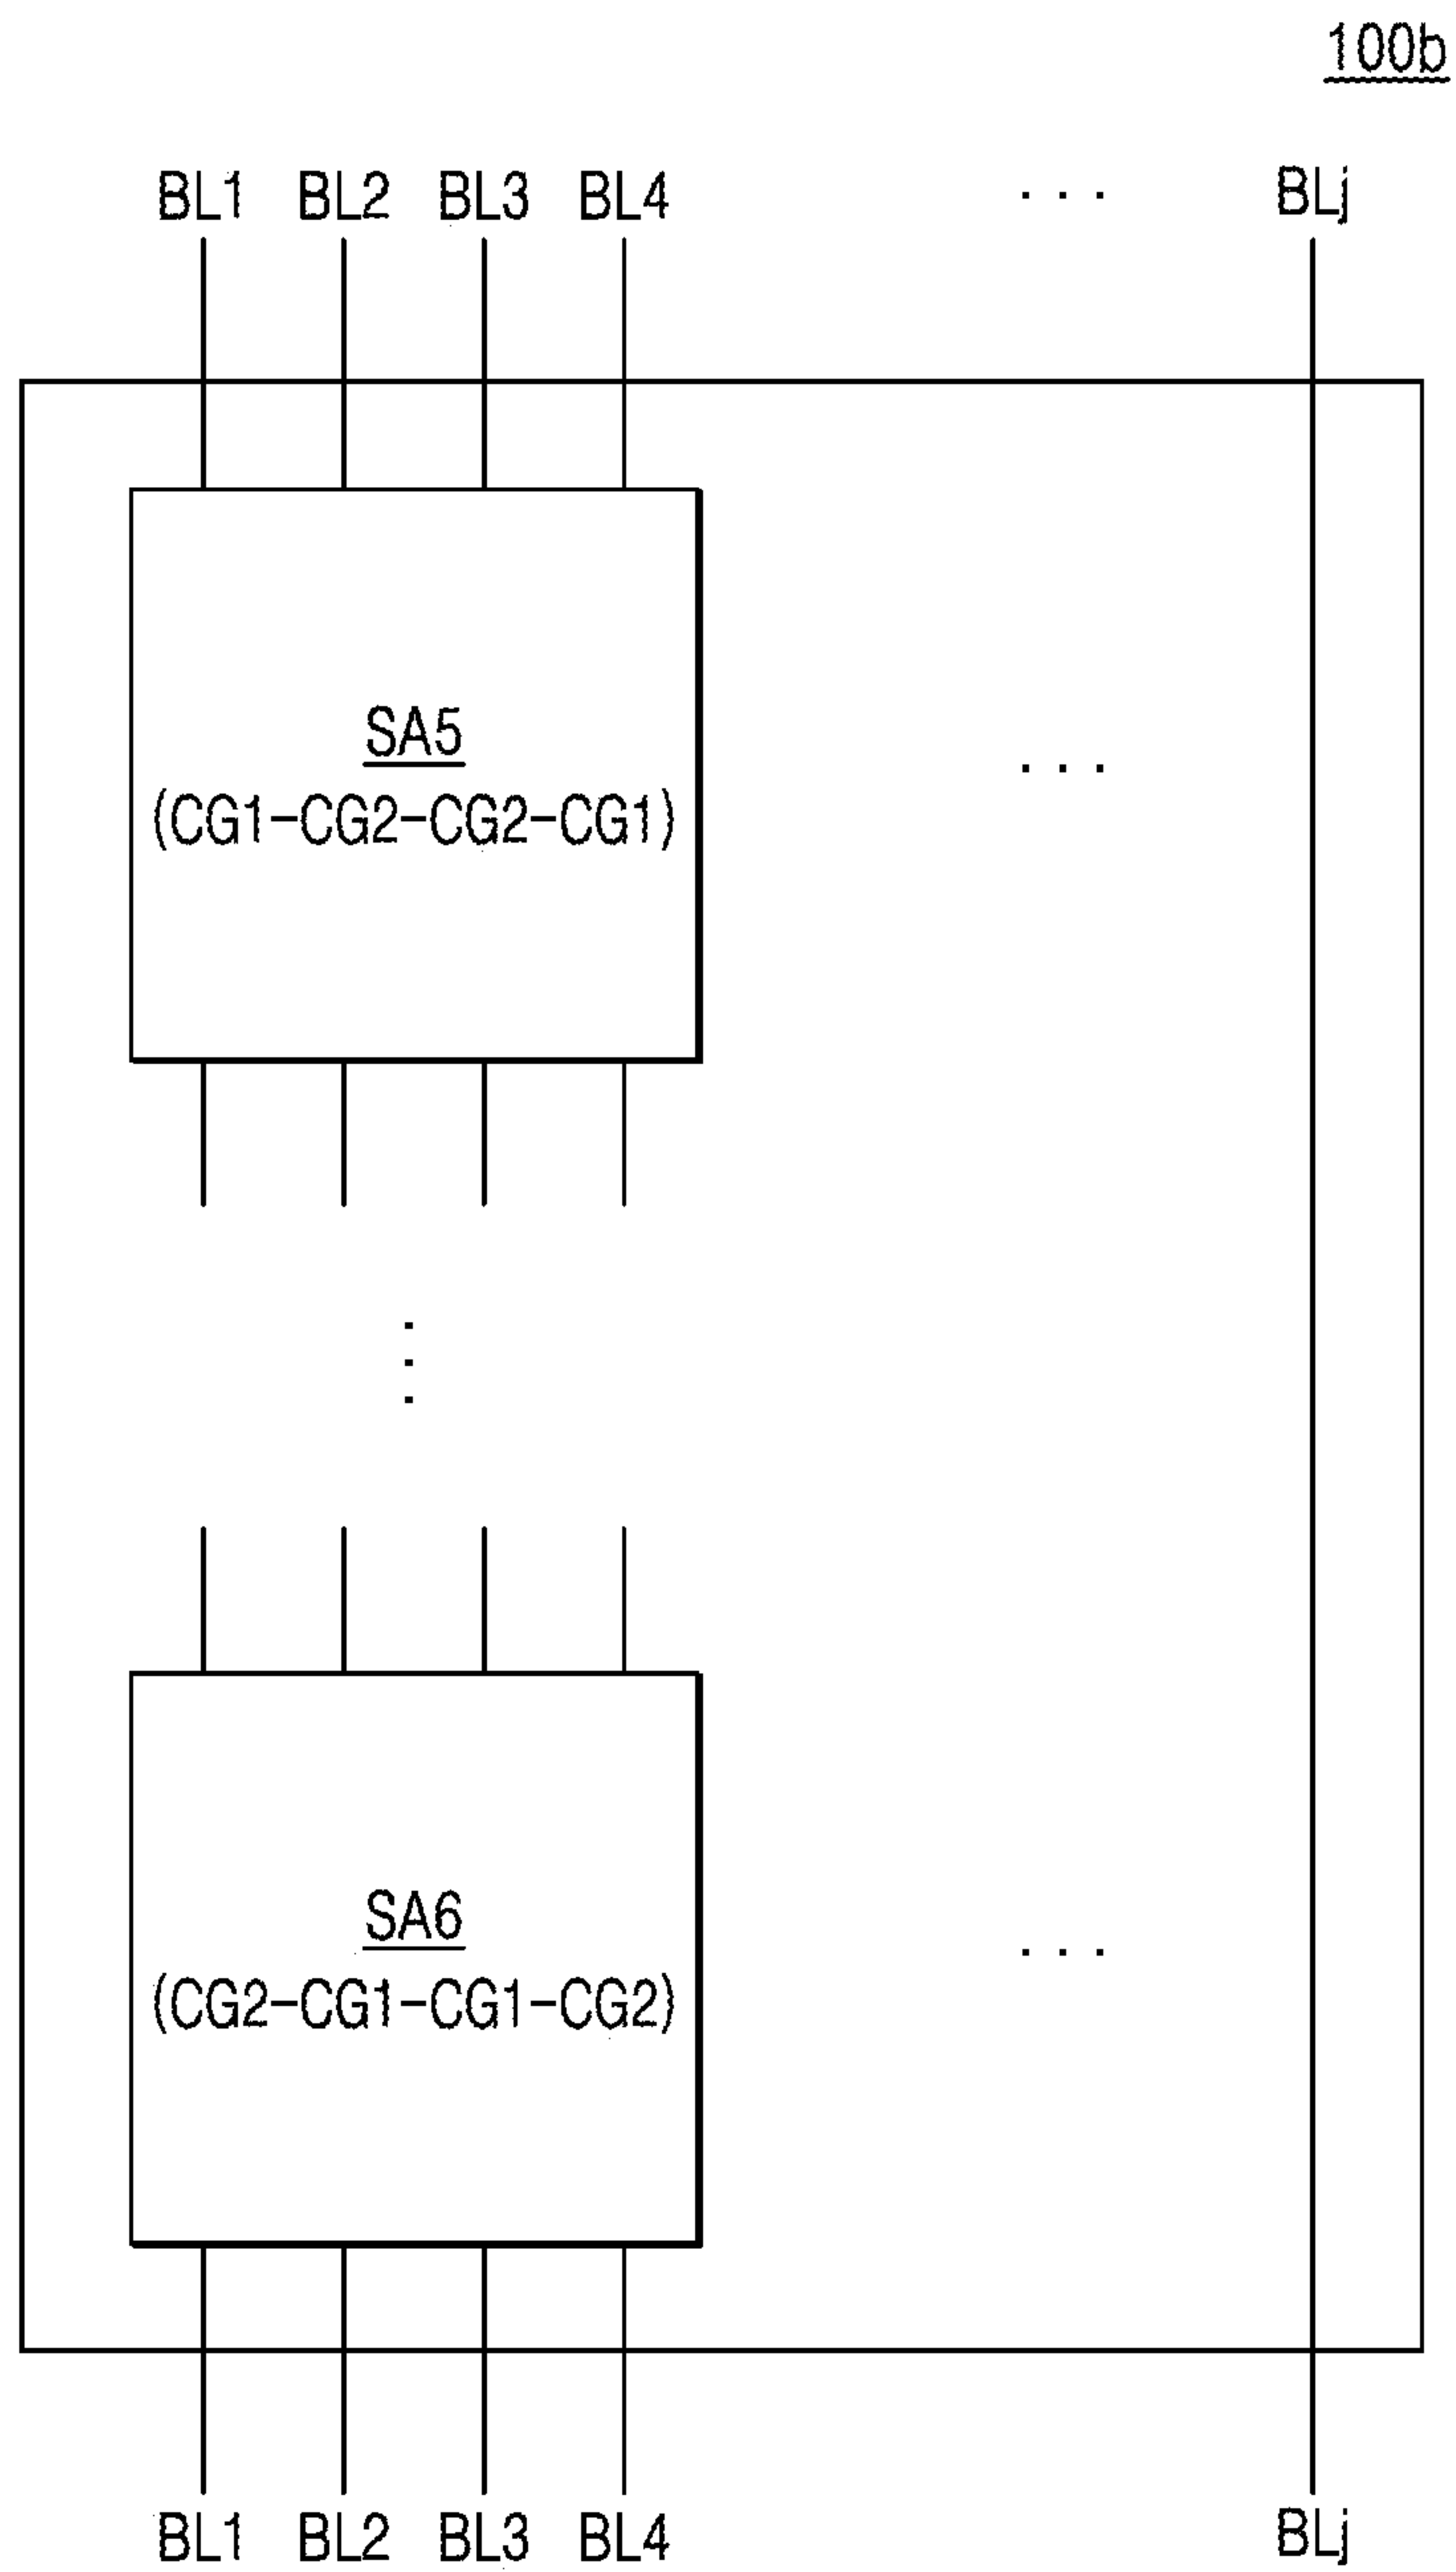 100b
BL1 BL2 BL3 BL4 ... BLj
SA5 ...
(CG1-CG2-CG2-CG1)
SA6 ...
(CG2-CG1-CG1-CG2)
BL1 BL2 BL3 BL4 BLj